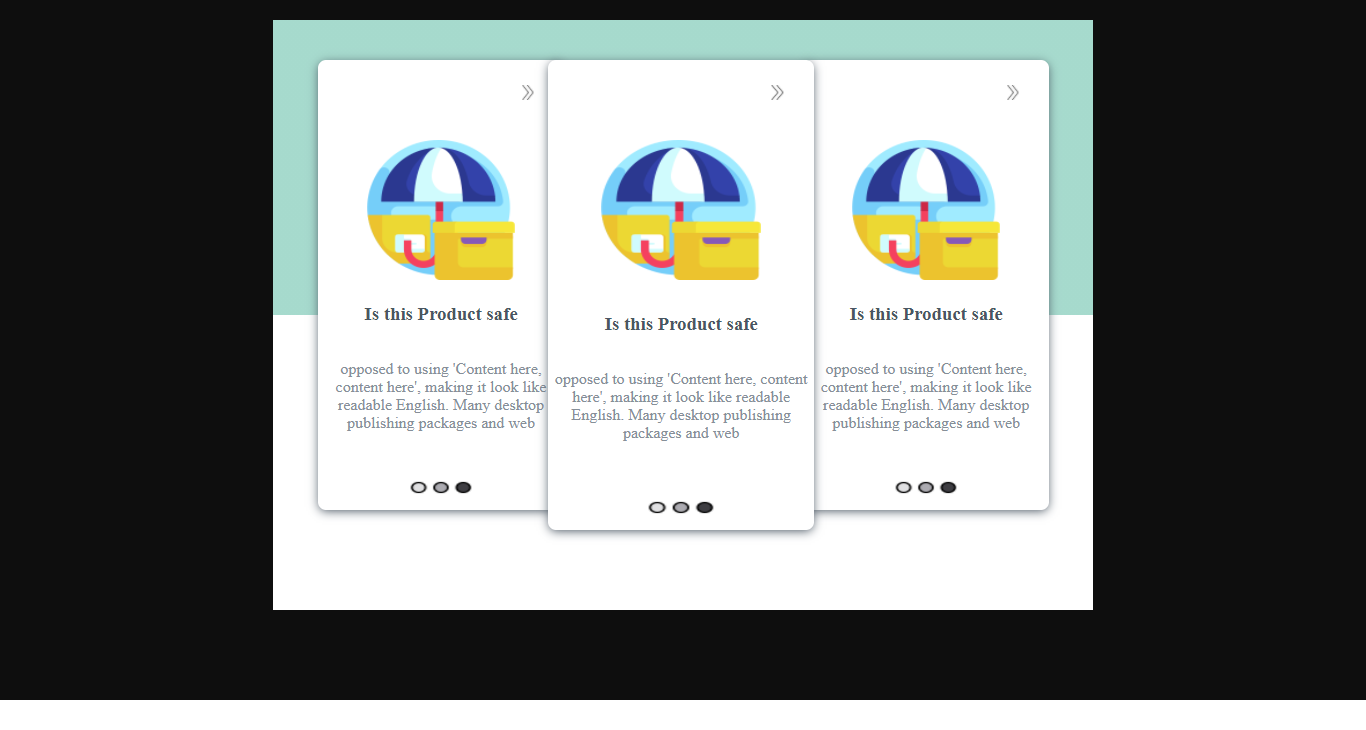 Is this Product safe
opposed to using 'Content here,
content here', making it look like
readable English. Many desktop
publishing packages and web
Is this Product safe
opposed to using 'Content here, content
here', making it look like readable
English. Many desktop publishing
packages and web
Is this Product safe
opposed to using 'Content here,
content here', making it look like
readable English. Many desktop
publishing packages and web